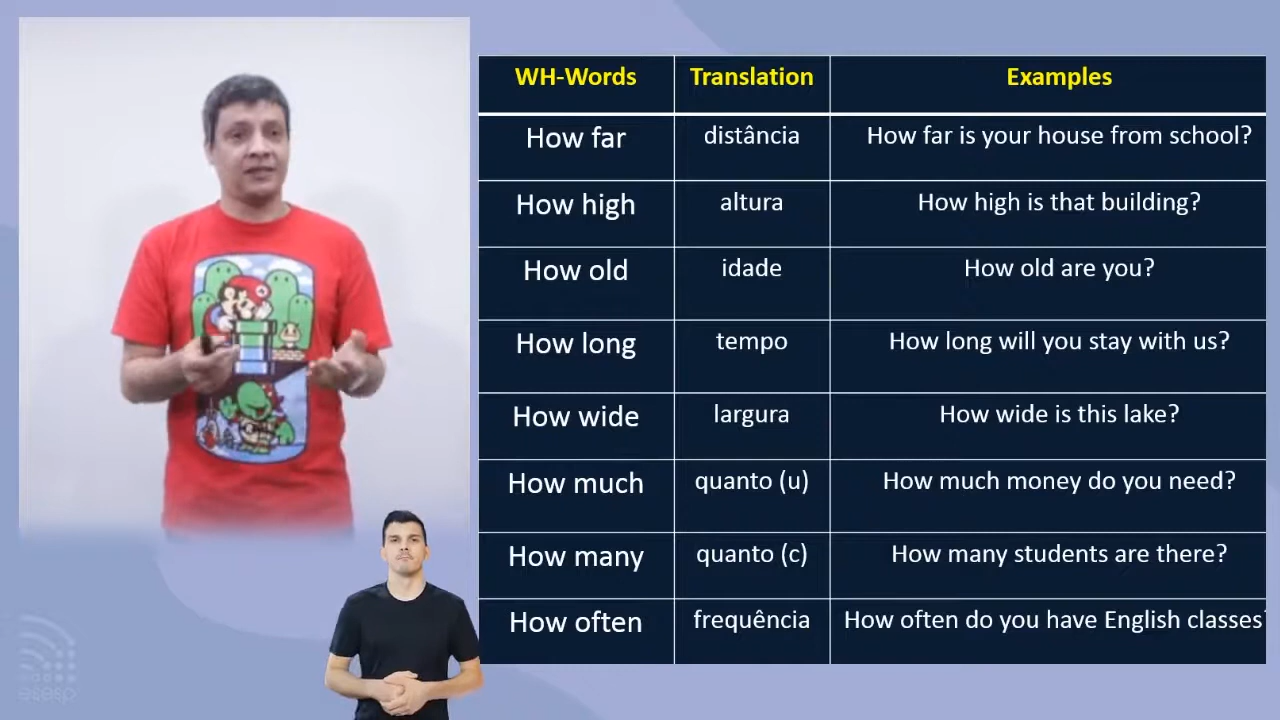 WH-Words Translation Examples
How far distância How far is your house from school?
How high altura How high is that building?
How old idade How old are you?
How long tempo How long will you stay with us?
How wide largura How wide is this lake?
How much quanto (u) How much money do you need?
How many quanto (c) How many students are there?
How often frequência How often do you have English classes?
esesp